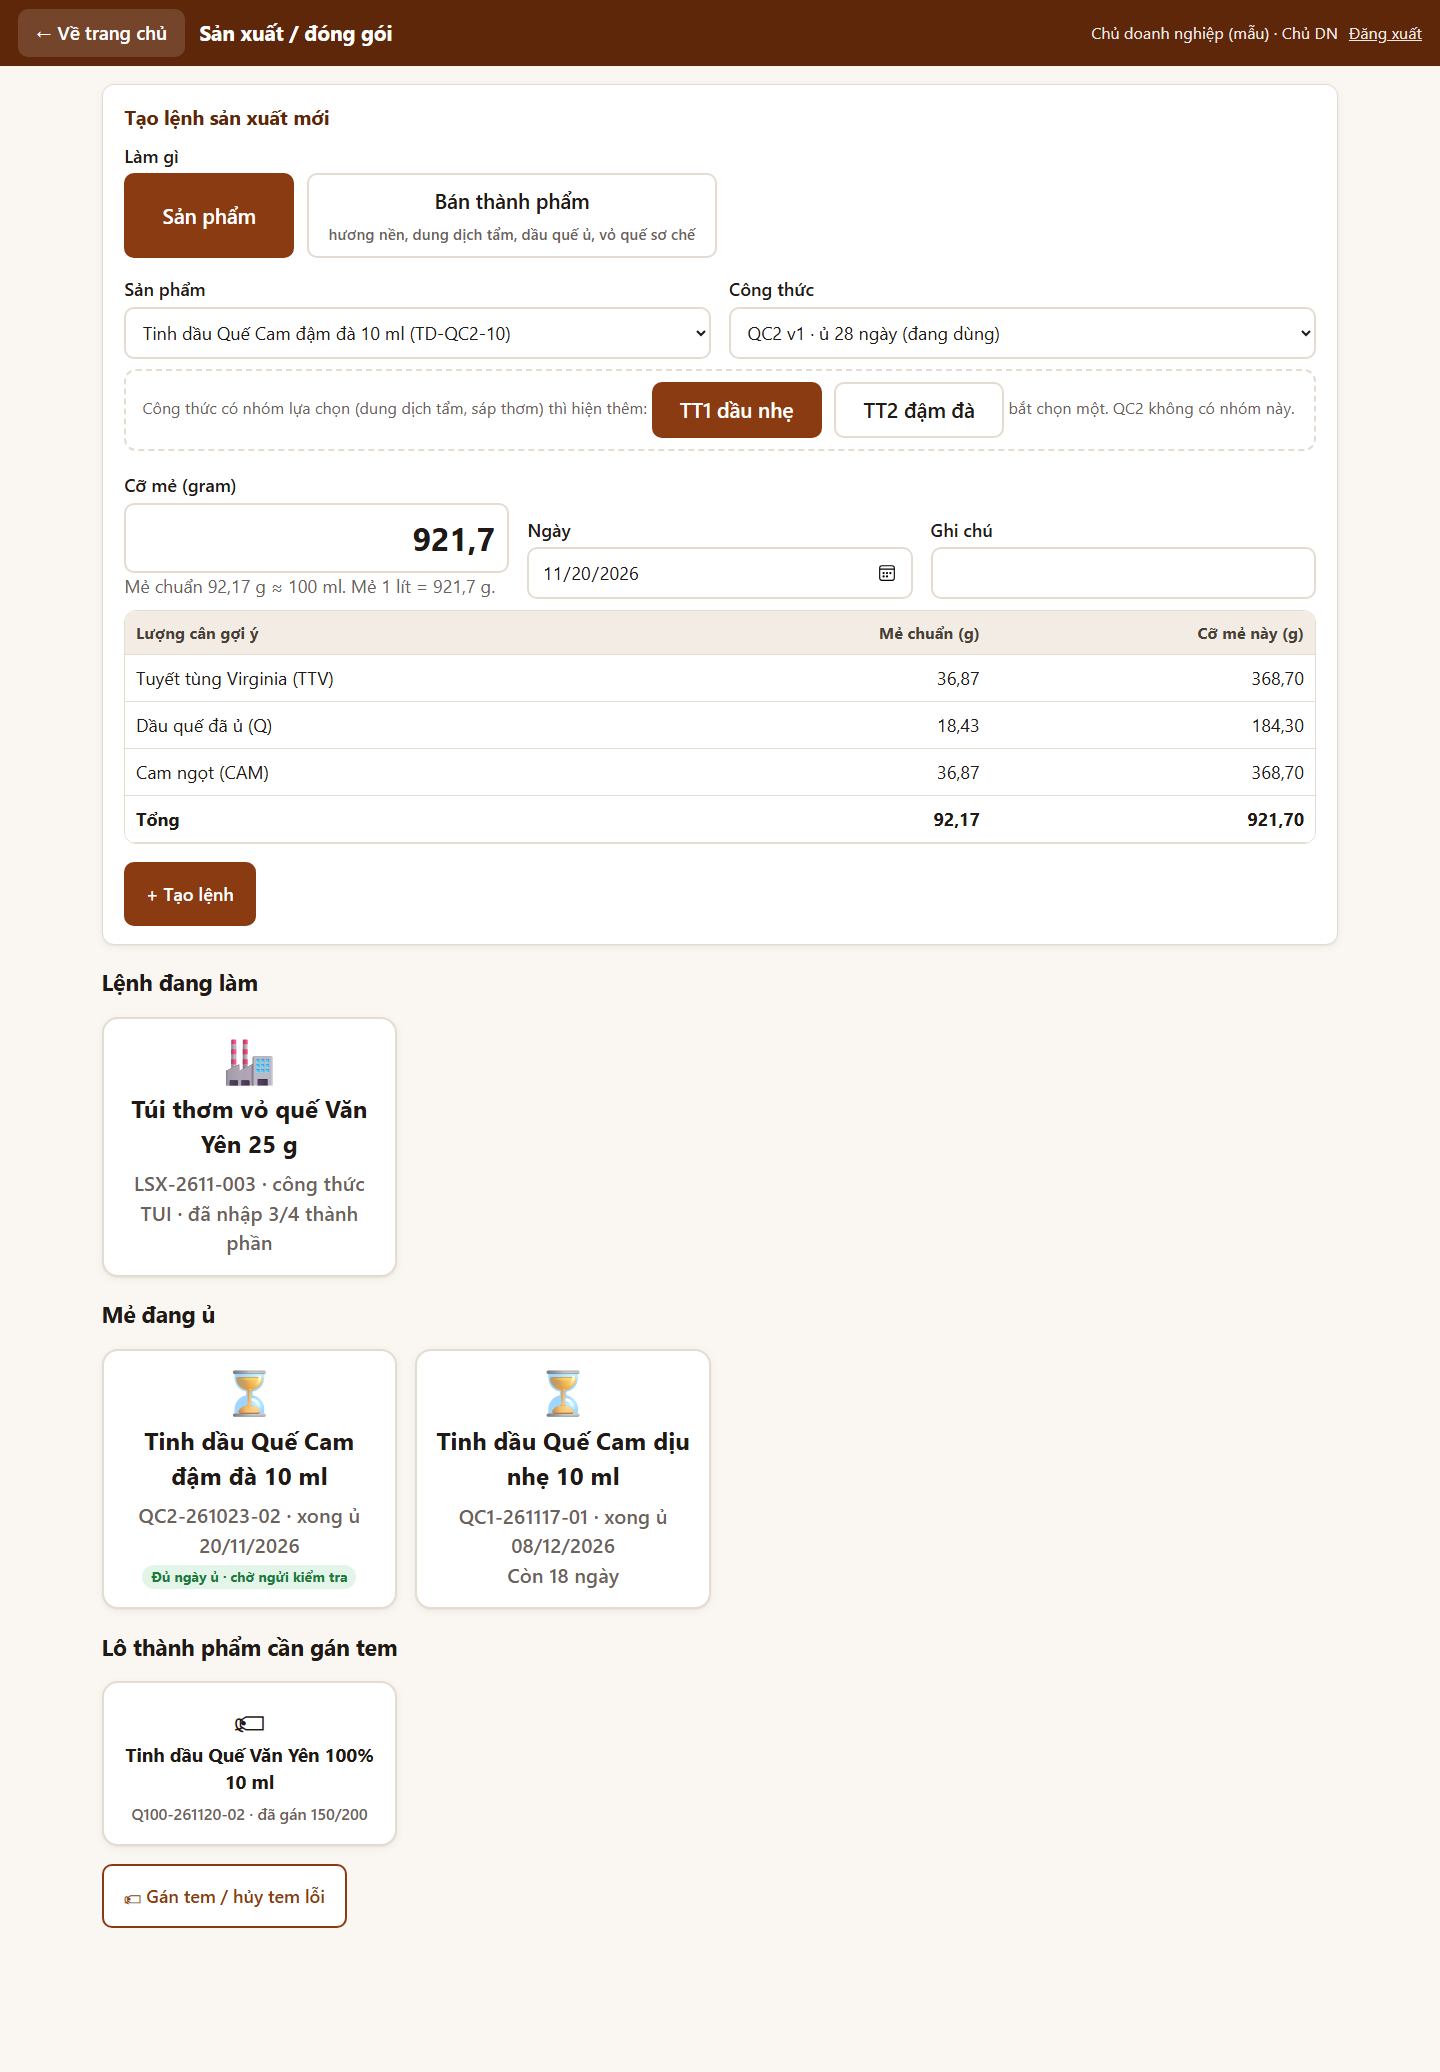 ← Về trang chủ
Sản xuất / đóng gói
Chủ doanh nghiệp (mẫu) · Chủ DN Đăng xuất
Tạo lệnh sản xuất mới
Làm gì
Sản phẩm
Bán thành phẩm
hương nền, dung dịch tẩm, dầu quế ủ, vỏ quế sơ chế
Sản phẩm
Công thức
Tinh dầu Quế Cam đậm đà 10 ml (TD-QC2-10)
QC2 v1 · ủ 28 ngày (đang dùng)
Công thức có nhóm lựa chọn (dung dịch tẩm, sáp thơm) thì hiện thêm: TT1 dầu nhẹ TT2 đậm đà bắt chọn một. QC2 không có nhóm này.
Cỡ mẻ (gram)
921,7
Mẻ chuẩn 92,17 g ≈ 100 ml. Mẻ 1 lít = 921,7 g.
Ngày
11/20/2026
Ghi chú
Lượng cân gợi ý Mẻ chuẩn (g) Cỡ mẻ này (g)
Tuyết tùng Virginia (TTV) 36,87 368,70
Dầu quế đã ủ (Q) 18,43 184,30
Cam ngọt (CAM) 36,87 368,70
Tổng 92,17 921,70
+ Tạo lệnh
Lệnh đang làm
Túi thơm vỏ quế Văn
Yên 25 g
LSX-2611-003 · công thức
TUI · đã nhập 3/4 thành
phần
Mẻ đang ủ
Tinh dầu Quế Cam
đậm đà 10 ml
QC2-261023-02 · xong ủ
20/11/2026
Đủ ngày ủ · chờ ngửi kiểm tra
Tinh dầu Quế Cam dịu
nhẹ 10 ml
QC1-261117-01 · xong ủ
08/12/2026
Còn 18 ngày
Lô thành phẩm cần gán tem
Tinh dầu Quế Văn Yên 100%
10 ml
Q100-261120-02 · đã gán 150/200
Gán tem / hủy tem lỗi